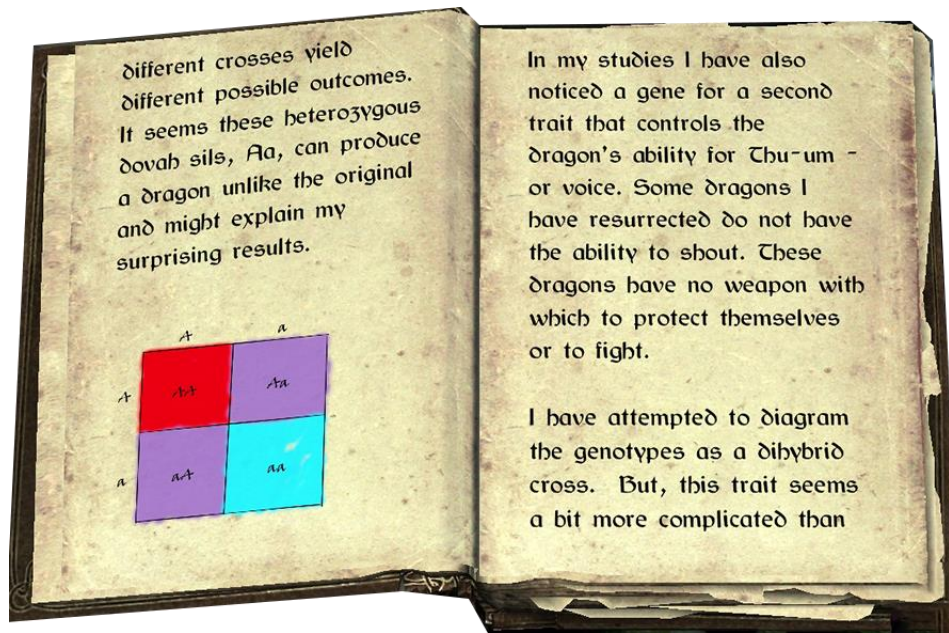 different crosses yield
different possible outcomes.
It seems these heterozygous
dovah sils, Aa, can produce
a dragon unlike the original
and might explain my
surprising results.
A a
A AA Aa
a aA aa
In my studies I have also
noticed a gene for a second
trait that controls the
dragon's ability for Thu-um -
or voice. Some dragons I
have resurrected do not have
the ability to shout. These
dragons have no weapon with
which to protect themselves
or to fight.
I have attempted to diagram
the genotypes as a dihybrid
cross. But, this trait seems
a bit more complicated than